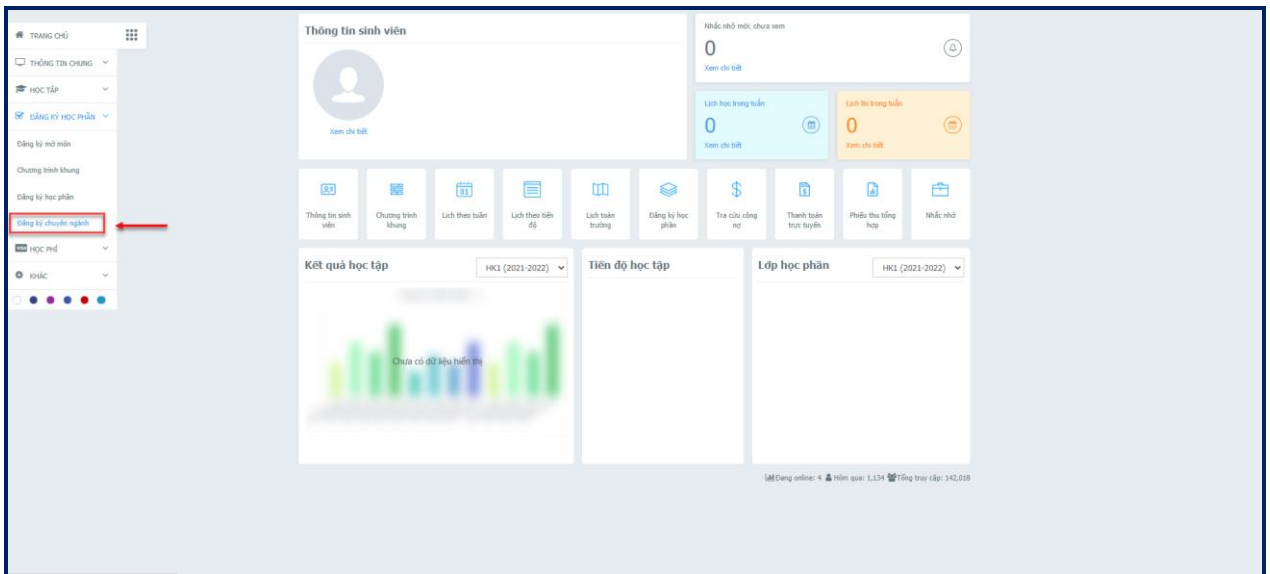 TRANG CHỦ
THÔNG TIN CHUNG
HỌC TẬP
ĐĂNG KÝ HỌC PHẦN
Đăng ký mở môn
Chương trình khung
Đăng ký học phần
Đăng ký chuyên ngành
VISA HỌC PHÍ
KHÁC
Thông tin sinh viên
Xem chi tiết
Nhắc nhở mới, chưa xem
0
Xem chi tiết
Lịch học trong tuần
0
Xem chi tiết
Lịch thi trong tuần
0
Xem chi tiết
Thông tin sinh
viên
Chương trình
khung
31
Lịch theo tuần
Lịch theo tiến
độ
Lịch toàn
trường
Đăng ký học
phần
Tra cứu công
nợ
Thanh toán
trực tuyến
Phiếu thu tổng
hợp
Nhắc nhở
Kết quả học tập
HK1 (2021-2022)
Chưa có dữ liệu hiển thị
Tiến độ học tập
Lớp học phần
HK1 (2021-2022)
Đang online: 4 Hôm qua: 1,134 Tổng truy cập: 142,018